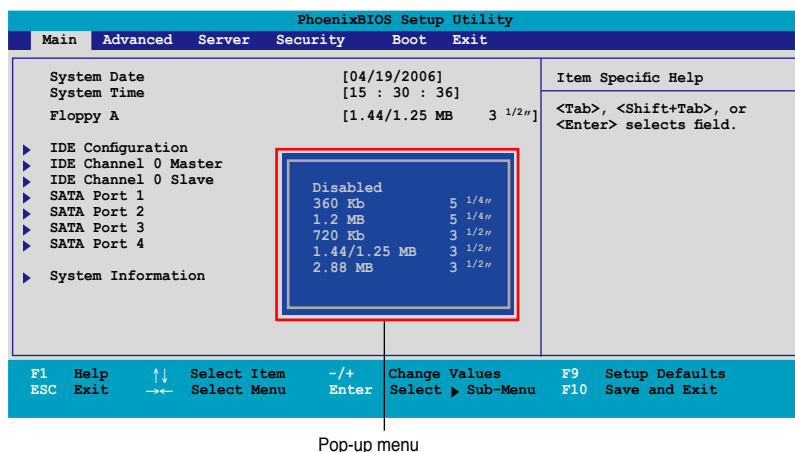 PhoenixBIOS Setup Utility
Main Advanced Server Security Boot Exit
System Date [04/19/2006]
System Time [15 : 30 : 36]
Floppy A [1.44/1.25 MB 3 1/2"]
IDE Configuration
IDE Channel 0 Master
IDE Channel 0 Slave
SATA Port 1
SATA Port 2
SATA Port 3
SATA Port 4
System Information
Disabled
360 Kb 5 1/4"
1.2 MB 5 1/4"
720 Kb 3 1/2"
1.44/1.25 MB 3 1/2"
2.88 MB 3 1/2"
Item Specific Help
<Tab>, <Shift+Tab>, or
<Enter> selects field.
F1 Help ↑↓ Select Item -/+ Change Values F9 Setup Defaults
ESC Exit →← Select Menu Enter Select ▶ Sub-Menu F10 Save and Exit
Pop-up menu